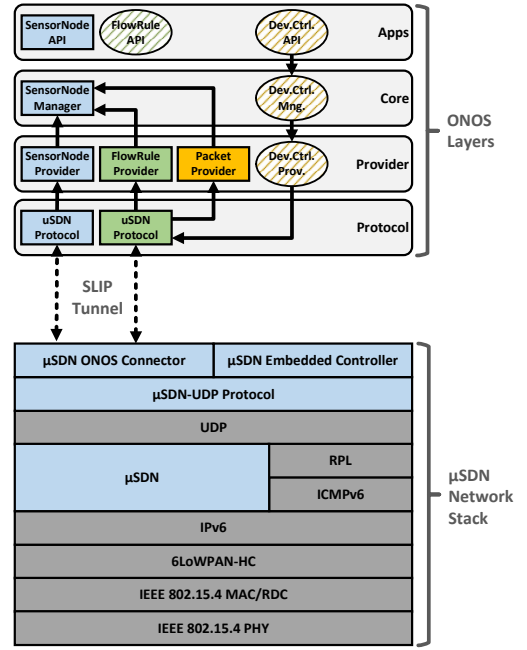 SensorNode
API
FlowRule
API
Dev.Ctrl.
API
Apps
SensorNode
Manager
Dev.Ctrl.
Mng.
Core
SensorNode
Provider
FlowRule
Provider
Packet
Provider
Dev.Ctrl.
Prov.
Provider
uSDN
Protocol
uSDN
Protocol
Protocol
ONOS
Layers
SLIP
Tunnel
μSDN ONOS Connector
μSDN Embedded Controller
μSDN-UDP Protocol
UDP
μSDN
RPL
ICMPv6
IPv6
6LoWPAN-HC
IEEE 802.15.4 MAC/RDC
IEEE 802.15.4 PHY
μSDN
Network
Stack